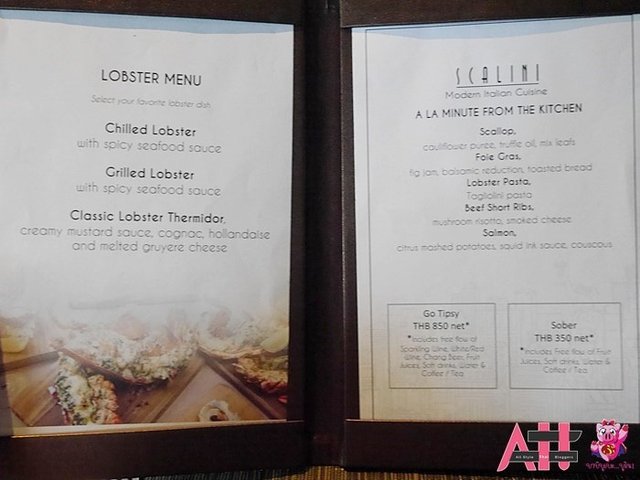 LOBSTER MENU
Select your favorite lobster dish
Chilled Lobster
with spicy seafood sauce
Grilled Lobster
with spicy seafood sauce
Classic Lobster Thermidor,
creamy mustard sauce, cognac, hollandaise
and melted gruyere cheese
SCALINI
Modern Italian Cuisine
A LA MINUTE FROM THE KITCHEN
Scallop,
cauliflower puree, truffle oil, mix leafs
Foie Gras,
fig jam, balsamic reduction, toasted bread
Lobster Pasta,
Tagliolini pasta
Beef Short Ribs,
mushroom risotto, smoked cheese
Salmon,
citrus mashed potatoes, squid ink sauce, couscous
Go Tipsy
THB 850 net*
*Includes free flow of
Sparkling Wine, White/Red
Wine, Chang Beer, Fruit
Juices, Soft drinks, Water &
Coffee / Tea
Sober
THB 350 net*
*Includes Free flow of Fruit
Juices, Soft drinks, Water &
Coffee / Tea
Alt Style Thai Bloggers